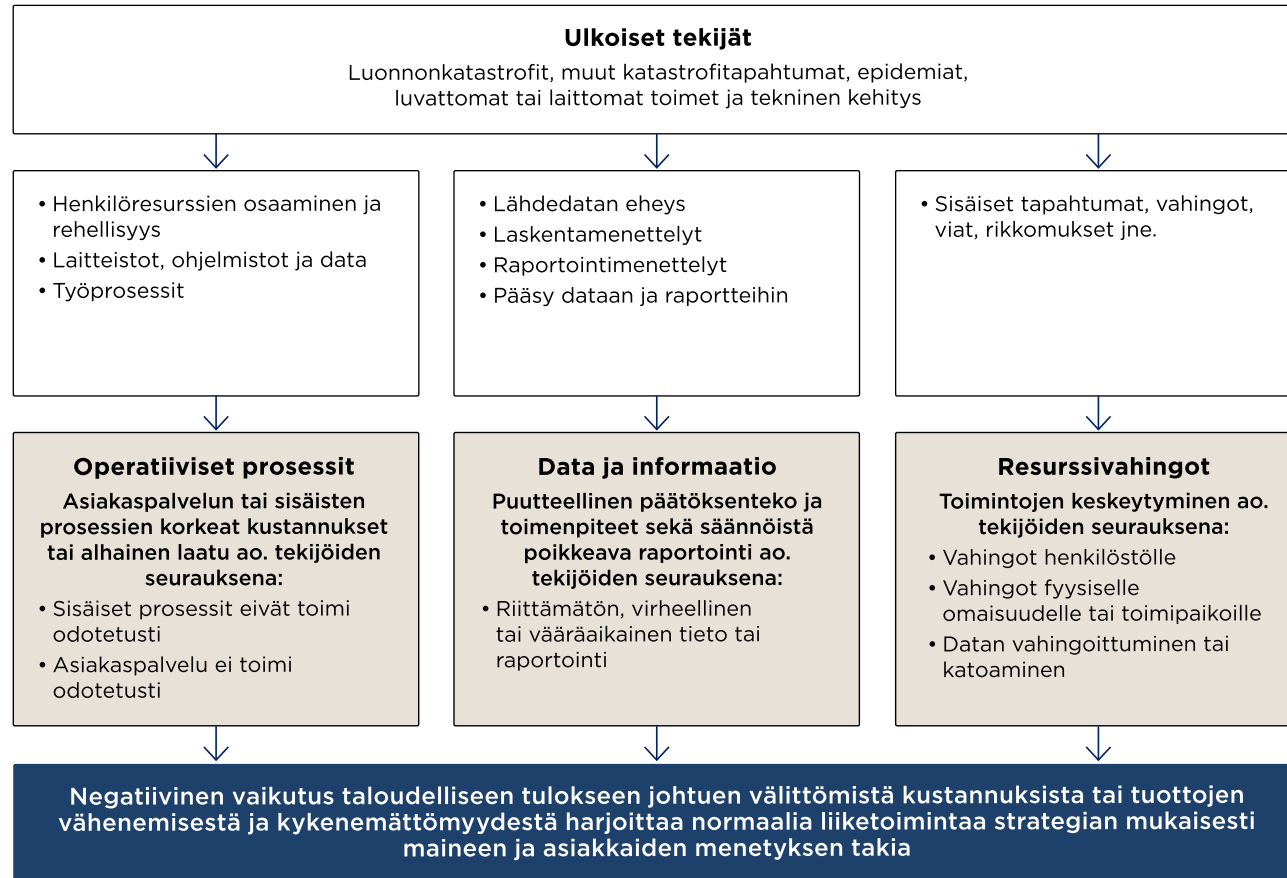 Ulkoiset tekijät
Luonnonkatastrofit, muut katastrofitapahtumat, epidemiat,
luvattomat tai laittomat toimet ja tekninen kehitys
• Henkilöresurssien osaaminen ja
rehellisyys
• Laitteistot, ohjelmistot ja data
• Työprosessit
• Lähdedatan eheys
• Laskentamenettelyt
• Raportointimenettelyt
• Pääsy dataan ja raportteihin
• Sisäiset tapahtumat, vahingot,
viat, rikkomukset jne.
Operatiiviset prosessit
Asiakaspalvelun tai sisäisten
prosessien korkeat kustannukset
tai alhainen laatu ao. tekijöiden
seurauksena:
• Sisäiset prosessit eivät toimi
odotetusti
• Asiakaspalvelu ei toimi
odotetusti
Data ja informaatio
Puutteellinen päätöksenteko ja
toimenpiteet sekä säännöistä
poikkeava raportointi ao.
tekijöiden seurauksena:
• Riittämätön, virheellinen
tai vääräaikainen tieto tai
raportointi
Resurssivahingot
Toimintojen keskeytyminen ao.
tekijöiden seurauksena:
• Vahingot henkilöstölle
• Vahingot fyysiselle
omaisuudelle tai toimipaikoille
• Datan vahingoittuminen tai
katoaminen
Negatiivinen vaikutus taloudelliseen tulokseen johtuen välittömistä kustannuksista tai tuottojen
vähenemisestä ja kykenemättömyydestä harjoittaa normaalia liiketoimintaa strategian mukaisesti
maineen ja asiakkaiden menetyksen takia